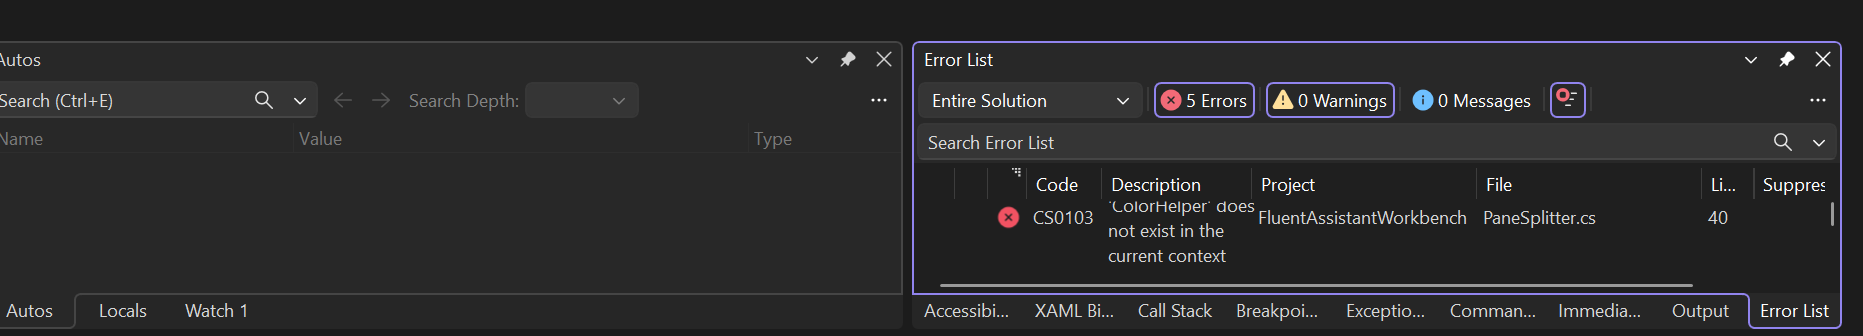 Autos
Search (Ctrl+E)
Search Depth:
Name Value Type
Autos Locals Watch 1
Error List
Entire Solution 5 Errors 0 Warnings 0 Messages
Search Error List
Code Description Project File Li... Suppres
CS0103 'ColorHelper' does FluentAssistantWorkbench PaneSplitter.cs 40
not exist in the
current context
Accessibi... XAML Bi... Call Stack Breakpoi... Exceptio... Comman... Immedia... Output Error List